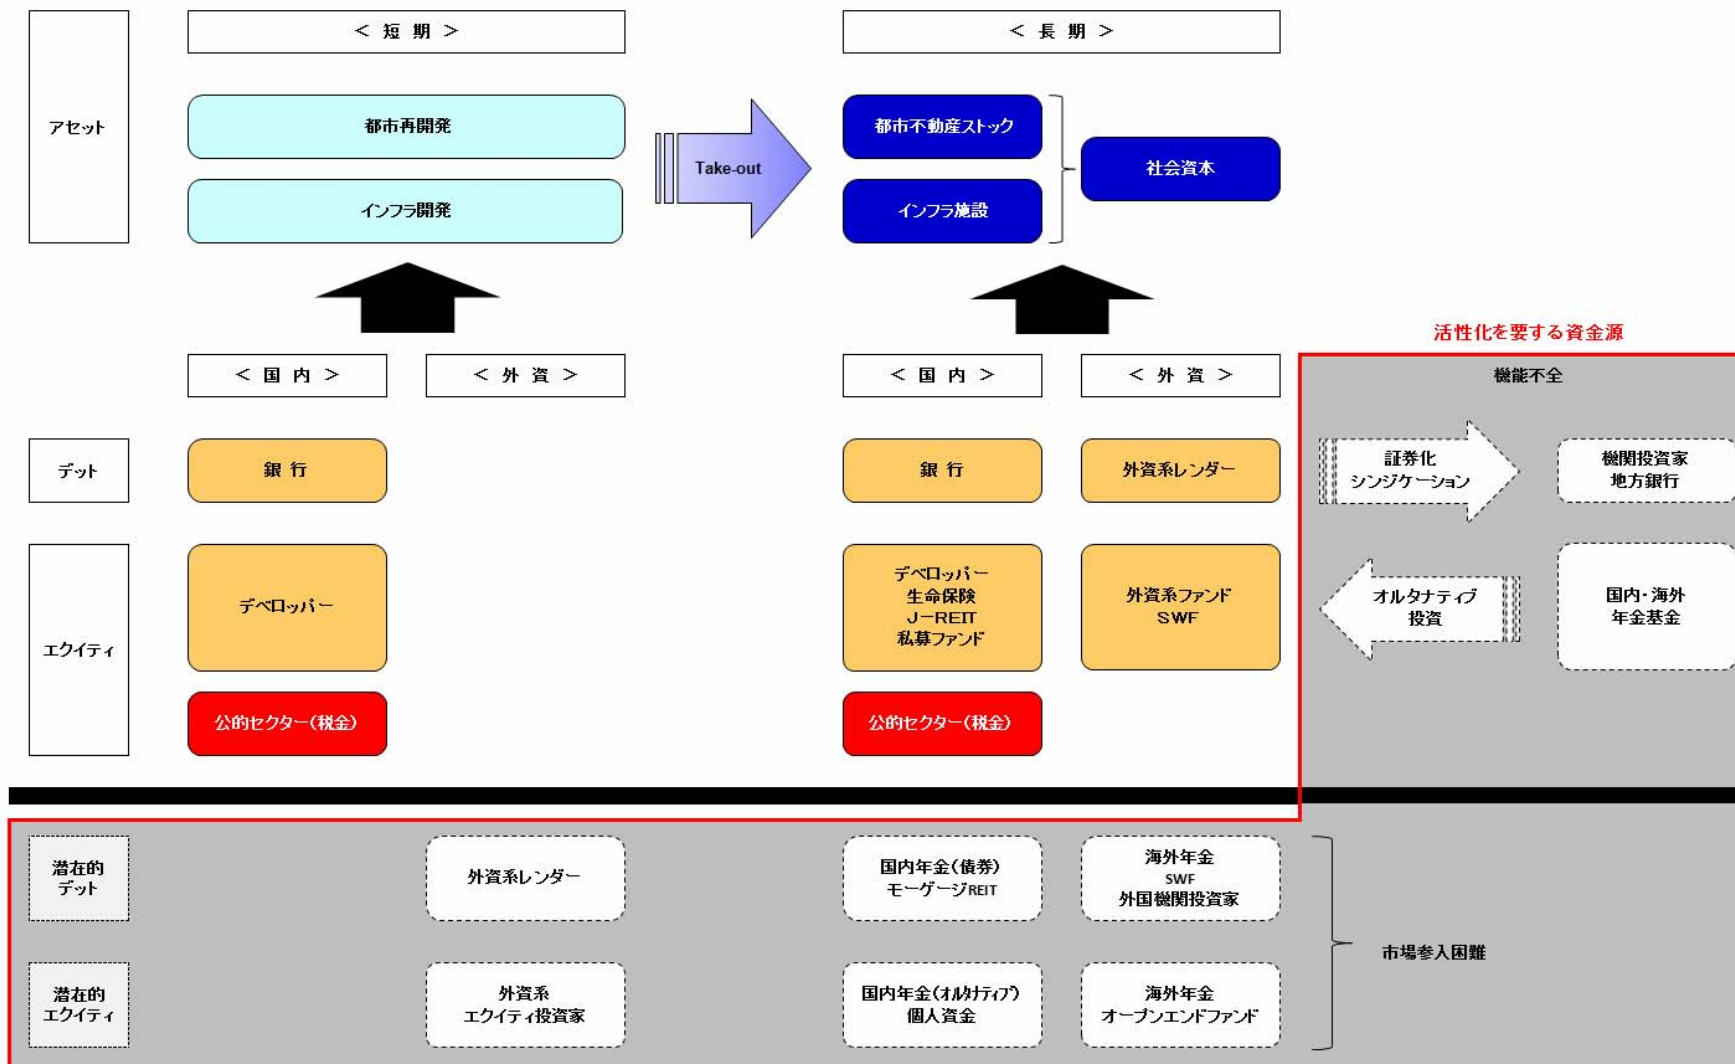 ＜ 短 期 ＞
＜ 長 期 ＞
アセット
都市再開発
インフラ開発
Take-out
都市不動産ストック
インフラ施設
社会資本
活性化を要する資金源
＜ 国 内 ＞
＜ 外 資 ＞
＜ 国 内 ＞
＜ 外 資 ＞
機能不全
デット
銀 行
銀 行
外資系レンダー
証券化
シンジケーション
機関投資家
地方銀行
エクイティ
デベロッパー
デベロッパー
生命保険
J－REIT
私募ファンド
外資系ファンド
SWF
オルタナティブ
投資
国内・海外
年金基金
公的セクター（税金）
公的セクター（税金）
潜在的
デット
外資系レンダー
国内年金（債券）
モーゲージREIT
海外年金
SWF
外国機関投資家
市場参入困難
潜在的
エクイティ
外資系
エクイティ投資家
国内年金（オルタナティブ）
個人資金
海外年金
オープンエンドファンド